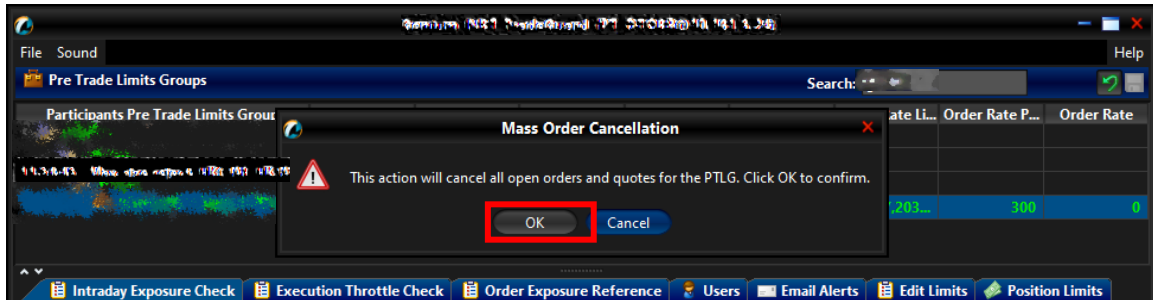 File Sound Help
Pre Trade Limits Groups Search:
Participants Pre Trade Limits Group ate Li... Order Rate P... Order Rate
Mass Order Cancellation
This action will cancel all open orders and quotes for the PTLG. Click OK to confirm.
,203... 300 0
OK Cancel
Intraday Exposure Check Execution Throttle Check Order Exposure Reference Users Email Alerts Edit Limits Position Limits